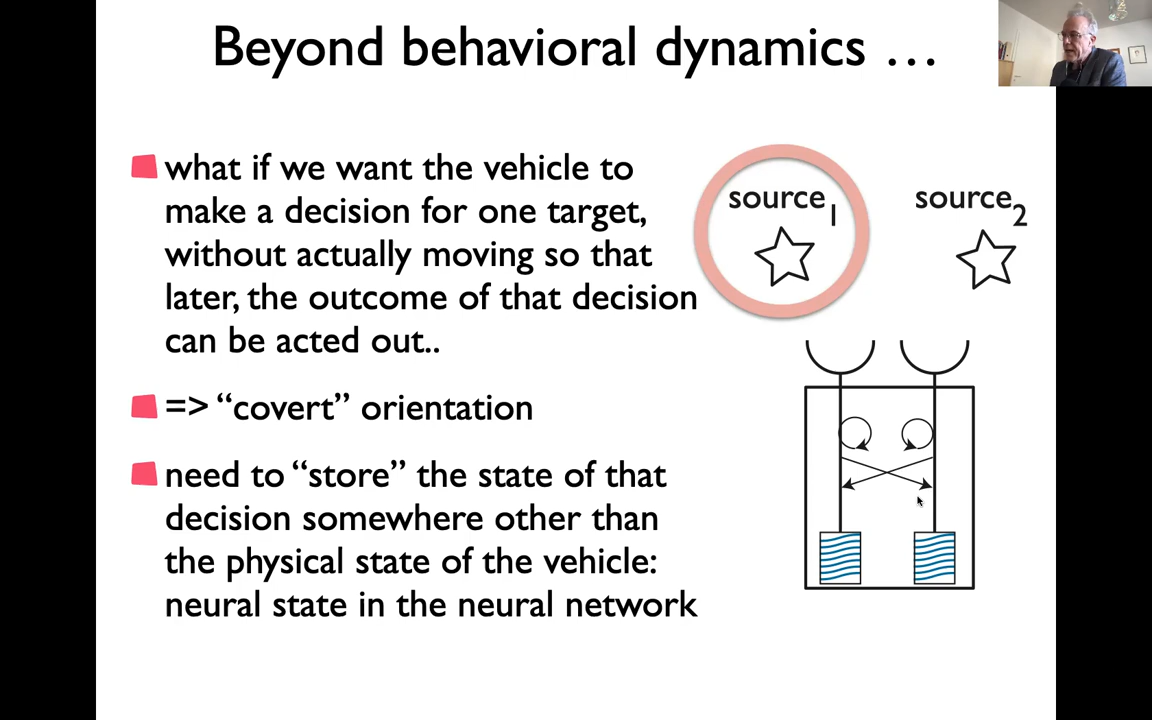 Beyond behavioral dynamics …
what if we want the vehicle to
make a decision for one target,
without actually moving so that
later, the outcome of that decision
can be acted out..
=> “covert” orientation
need to “store” the state of that
decision somewhere other than
the physical state of the vehicle:
neural state in the neural network
source1
source2